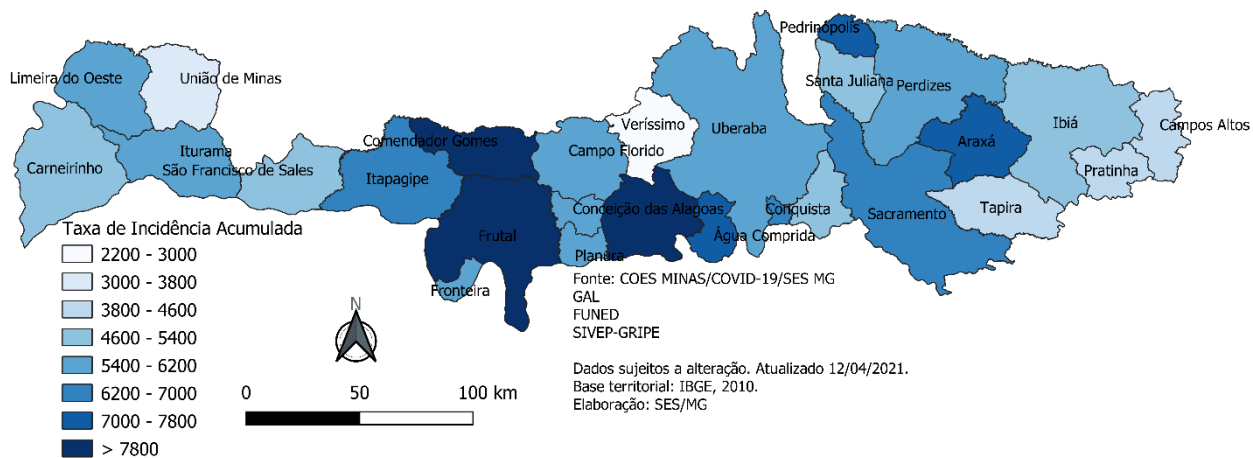 Pedrinópolis
Limeira do Oeste
União de Minas
Santa Juliana
Perdizes
Carneirinho
Iturama
São Francisco de Sales
Comendador Gomes
Itapagipe
Campo Florido
Veríssimo
Uberaba
Araxá
Ibiá
Campos Altos
Pratinha
Tapira
Sacramento
Conquista
Conceição das Alagoas
Água Comprida
Frutal
Planura
Fronteira
Taxa de Incidência Acumulada
2200 - 3000
3000 - 3800
3800 - 4600
4600 - 5400
5400 - 6200
6200 - 7000
7000 - 7800
> 7800
N
0 50 100 km
Fonte: COES MINAS/COVID-19/SES MG
GAL
FUNED
SIVEP-GRIPE
Dados sujeitos a alteração. Atualizado 12/04/2021.
Base territorial: IBGE, 2010.
Elaboração: SES/MG